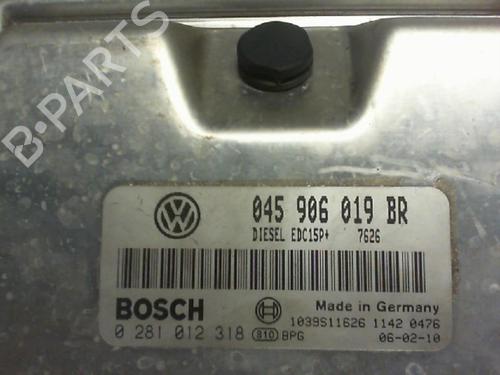 B-PARTS
045 906 019 BR
DIESEL EDC15P+ 7626
BOSCH
Made in Germany
1039S11626 1142 0476
0 281 012 318 810 BPG 06-02-10